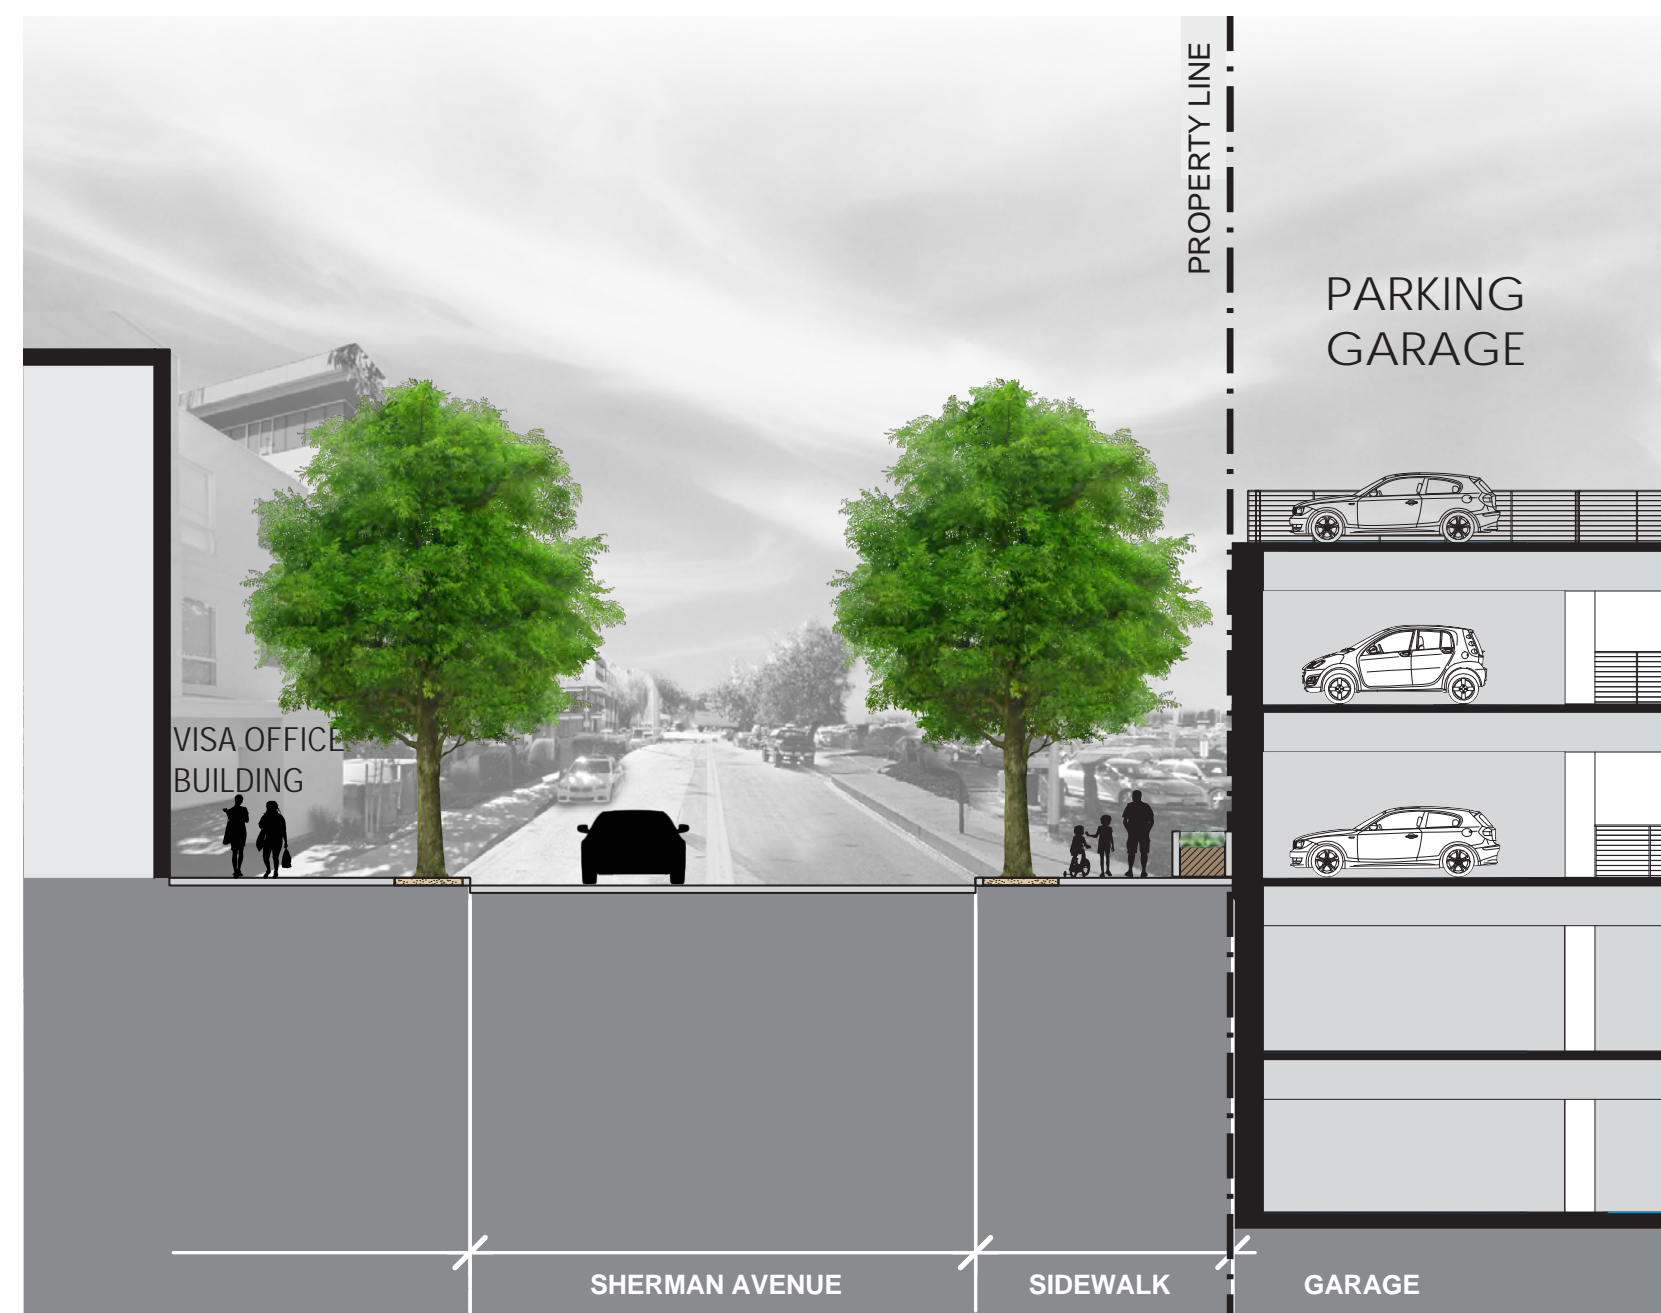 PROPERTY LINE
PARKING
GARAGE
VISA OFFICE
BUILDING
SHERMAN AVENUE
SIDEWALK
GARAGE